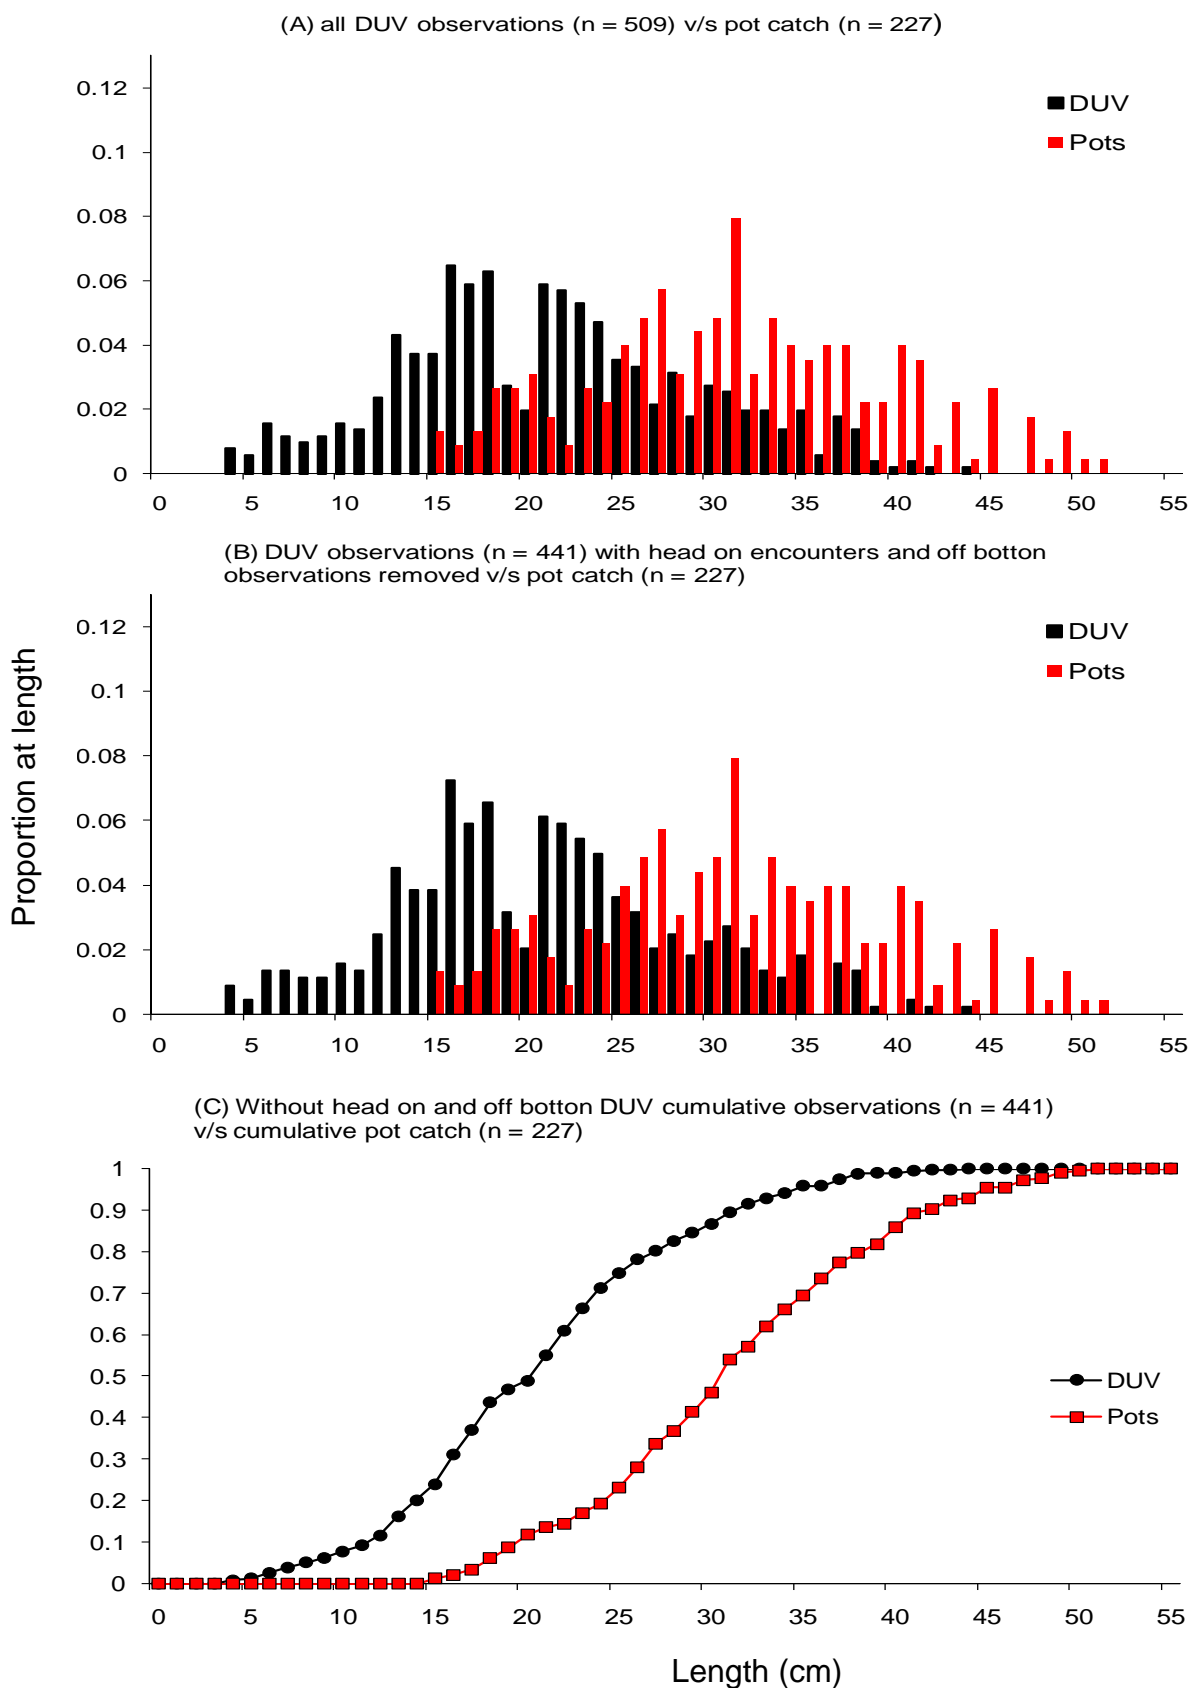 (A) all DUV observations (n = 509) v/s pot catch (n = 227)
0.12
0.1
0.08
0.06
0.04
0.02
0
DUV
Pots
0 5 10 15 20 25 30 35 40 45 50 55
(B) DUV observations (n = 441) with head on encounters and off botton
observations removed v/s pot catch (n = 227)
0.12
0.1
0.08
0.06
0.04
0.02
0
DUV
Pots
0 5 10 15 20 25 30 35 40 45 50 55
Proportion at length
(C) Without head on and off botton DUV cumulative observations (n = 441)
v/s cumulative pot catch (n = 227)
1
0.9
0.8
0.7
0.6
0.5
0.4
0.3
0.2
0.1
0
DUV
Pots
0 5 10 15 20 25 30 35 40 45 50 55
Length (cm)